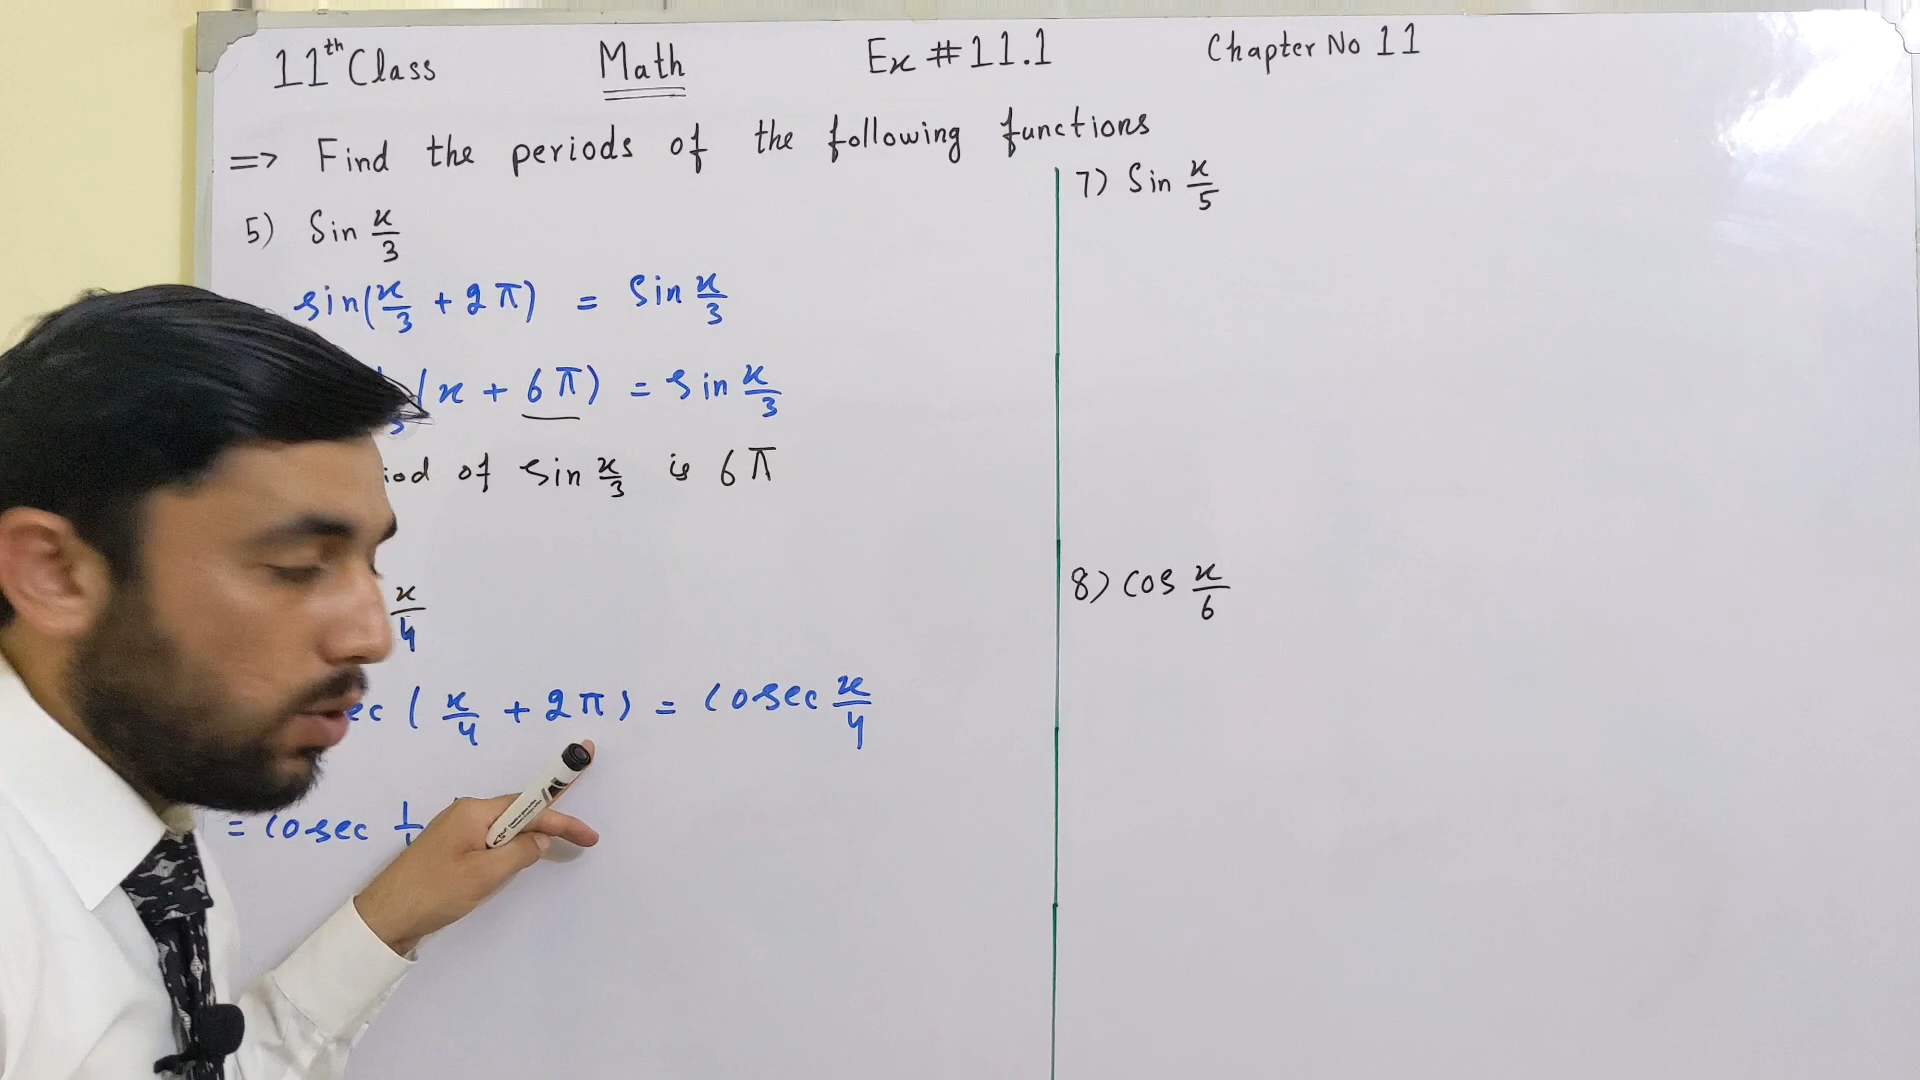 11th Class Math Ex # 11.1 Chapter No 11
=> Find the periods of the following functions
5) Sin x/3
sin(x/3 + 2π) = Sin x/3
(x + 6π) = sin x/3
of sin x/3 is 6π
x/4
(x/4 + 2π) = cosec x/4
= cosec
7) Sin x/5
8) cos x/6